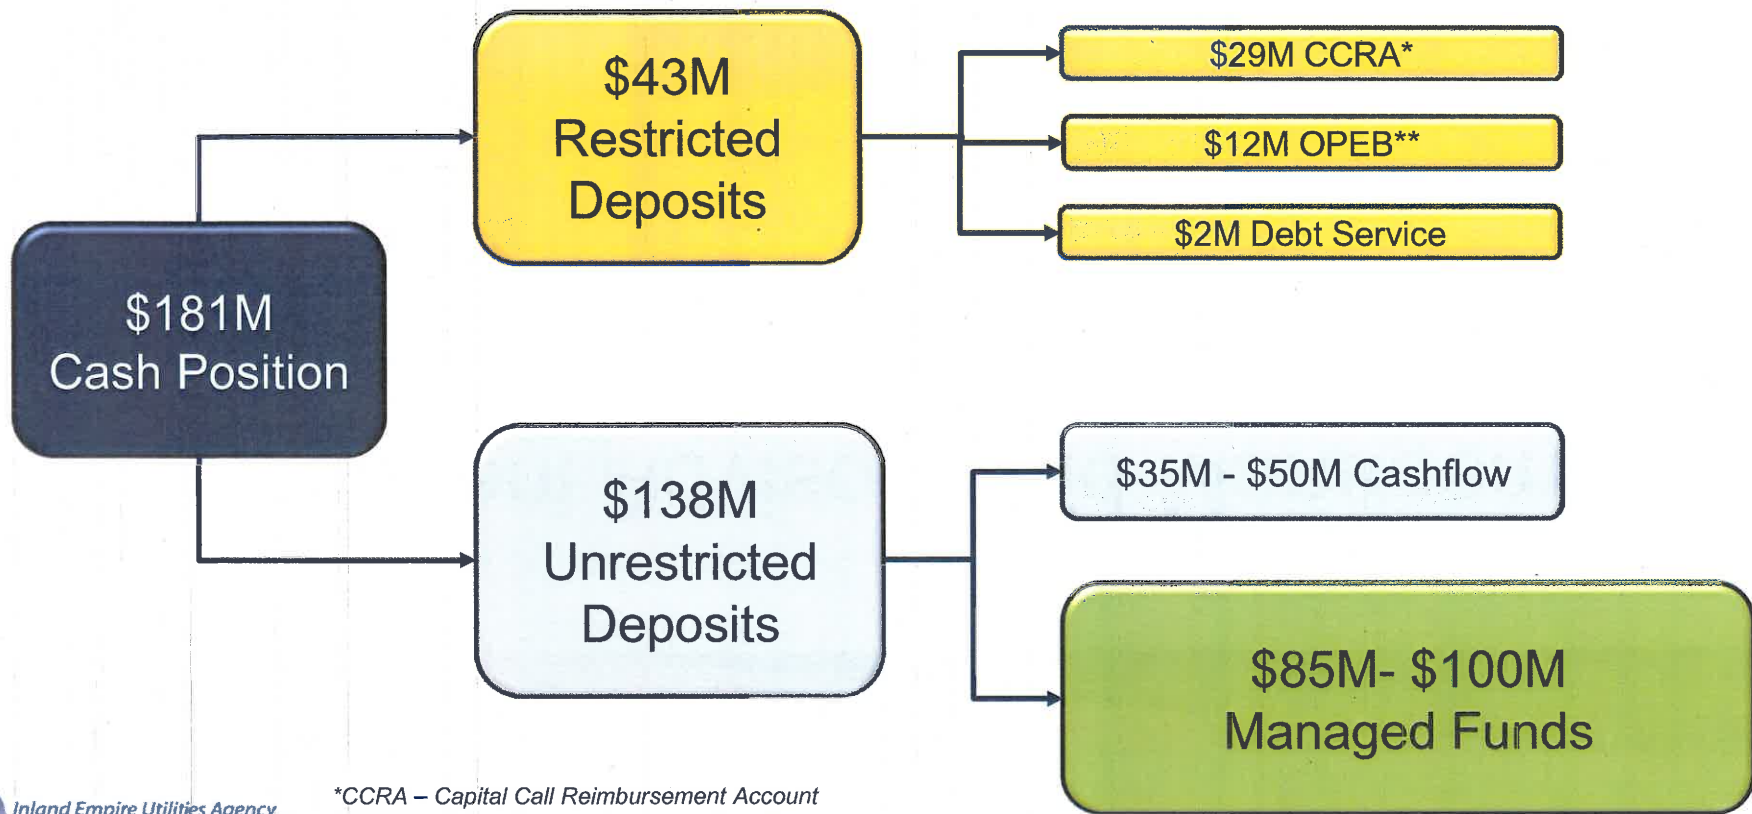 $43M
Restricted
Deposits
$29M CCRA*
$12M OPEB**
$2M Debt Service
$181M
Cash Position
$138M
Unrestricted
Deposits
$35M - $50M Cashflow
$85M- $100M
Managed Funds
*CCRA – Capital Call Reimbursement Account
Inland Empire Utilities Agency